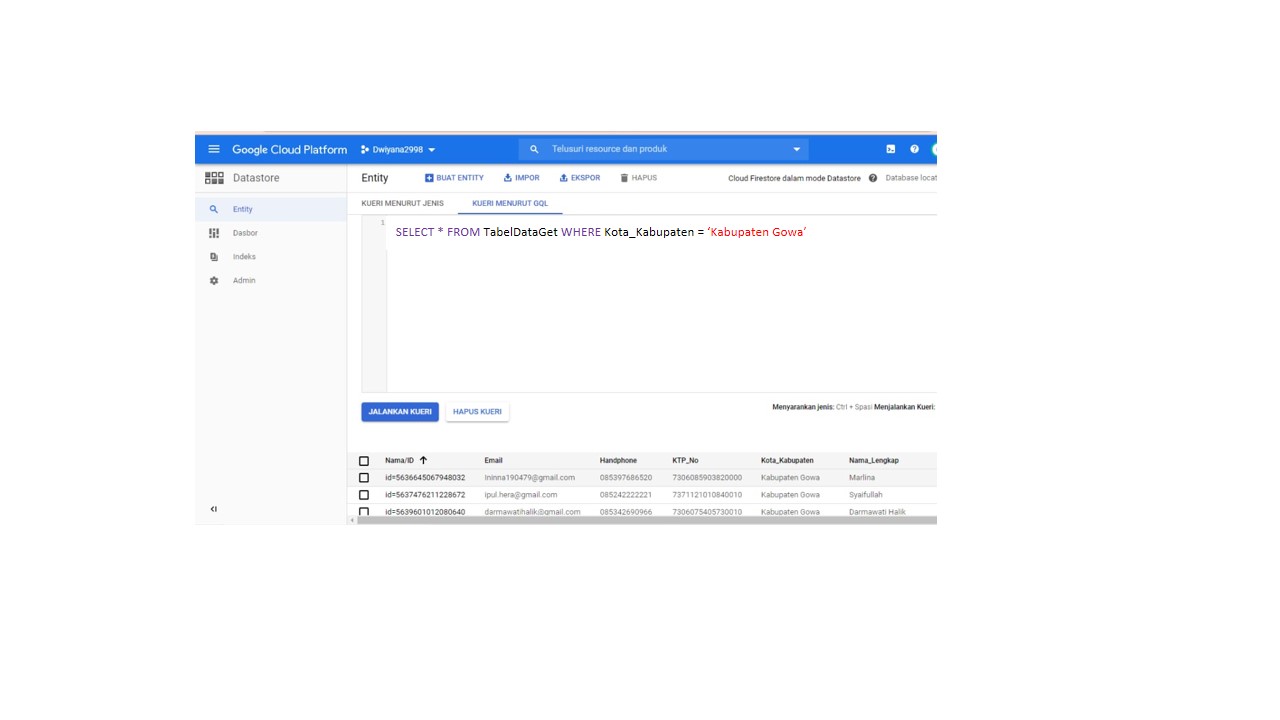 Google Cloud Platform Dwiyana2998 Telusuri resource dan produk
Datastore Entity BUAT ENTITY IMPOR EKSPOR HAPUS Cloud Firestore dalam mode Datastore Database locat
Entity
Dasbor
Indeks
Admin
KUERI MENURUT JENIS KUERI MENURUT GQL
1
SELECT * FROM TabelDataGet WHERE Kota_Kabupaten = ‘Kabupaten Gowa’
JALANKAN KUERI HAPUS KUERI Menyarankan jenis: Ctrl + Spasi Menjalankan Kueri:
Nama/ID Email Handphone KTP_No Kota_Kabupaten Nama_Lengkap
id=5636645067948032 ininna190479@gmail.com 085397686520 7306085903820000 Kabupaten Gowa Marlina
id=5637476211228672 ipul.hera@gmail.com 085242222221 7371121010840010 Kabupaten Gowa Syaifullah
id=5639601012080640 darmawatihalik@gmail.com 085342690966 7306075405730010 Kabupaten Gowa Darmawati Halik